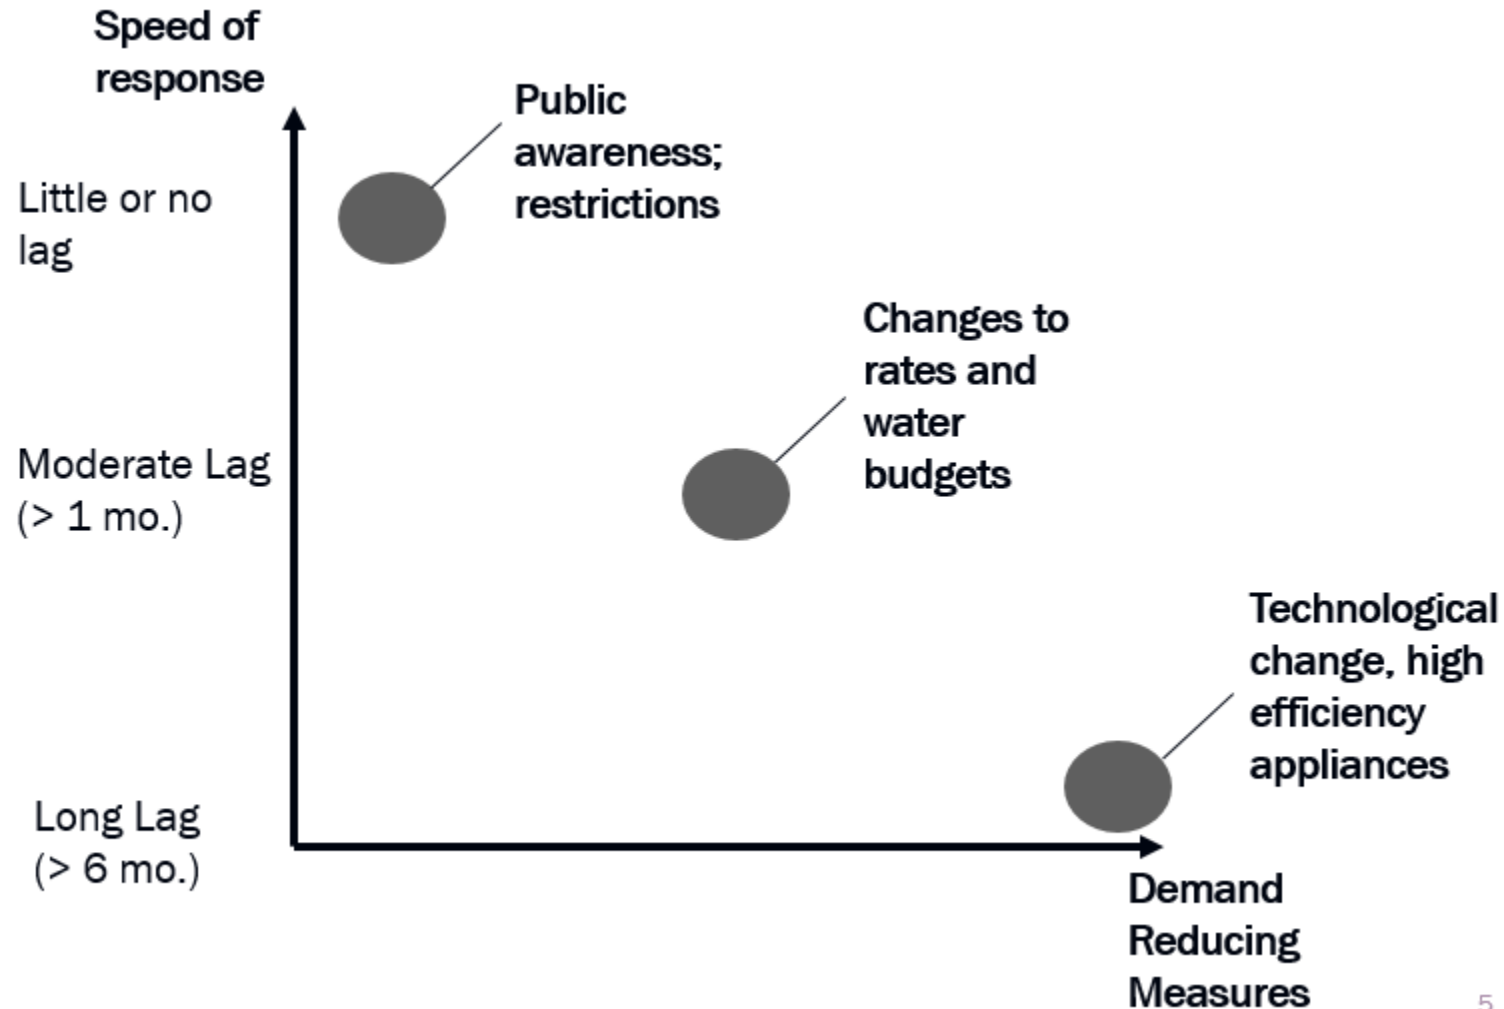 Speed of
response
Public
awareness;
restrictions
Little or no
lag
Changes to
rates and
water
budgets
Moderate Lag
(> 1 mo.)
Technological
change, high
efficiency
appliances
Long Lag
(> 6 mo.)
Demand
Reducing
Measures
5